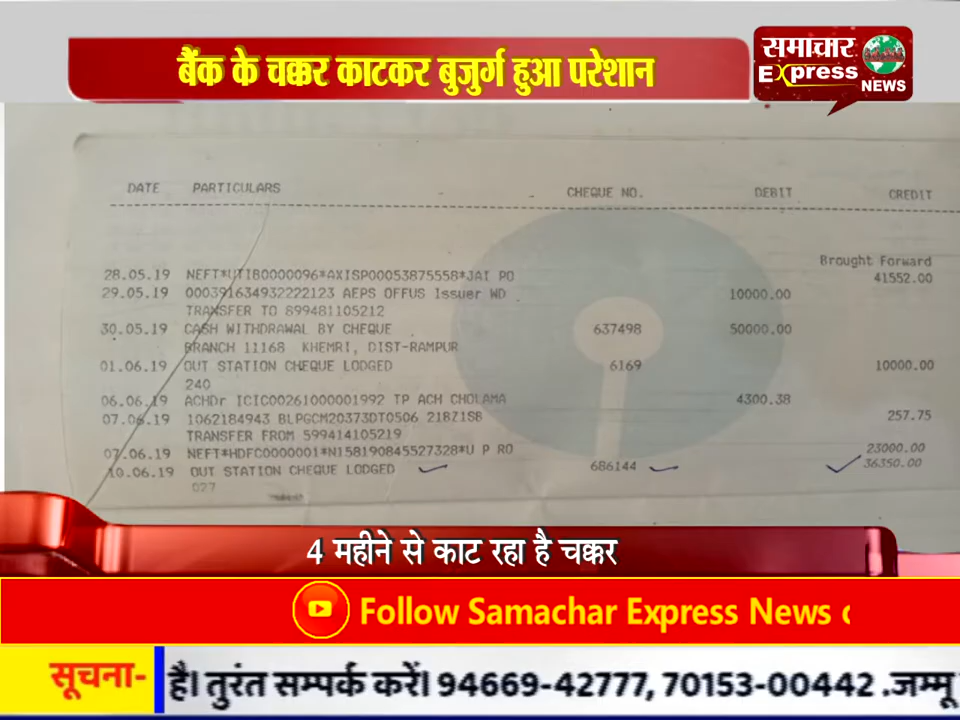 बैंक के चक्कर काटकर बुजुर्ग हुआ परेशान
समाचार
Express
NEWS
DATE PARTICULARS CHEQUE NO. DEBIT CREDIT
Brought Forward
28.05.19 NEFT*UTIB0000096*AXISP00053875558*JAI PO 41552.00
29.05.19 000391634932222123 AEPS OFFUS Issuer WD 10000.00
TRANSFER TO 899481105212
30.05.19 CASH WITHDRAWAL BY CHEQUE 637498 50000.00
BRANCH 11168 KHEMRI, DIST-RAMPUR
01.06.19 OUT STATION CHEQUE LODGED 6169 10000.00
240
06.06.19 ACHDr ICIC00261000001992 TP ACH CHOLAMA 4300.38
07.06.19 1062184943 BLPGCM20373DT0506 218Z1SB 257.75
TRANSFER FROM 599414105219
07.06.19 NEFT*HDFC0000001*N158190845527328*U P RO 23000.00
10.06.19 OUT STATION CHEQUE LODGED 686144 36350.00
027
4 महीने से काट रहा है चक्कर
Follow Samachar Express News
सूचना- है। तुरंत सम्पर्क करें। 94669-42777, 70153-00442 .जम्मू